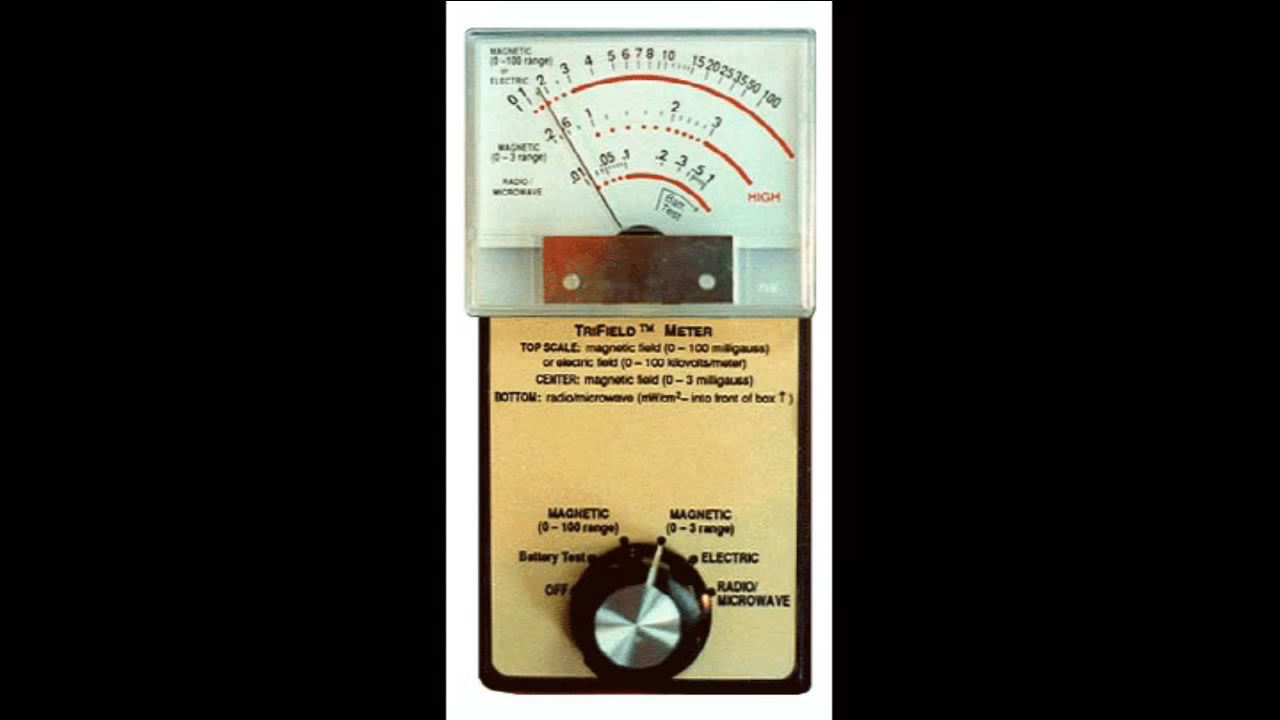 MAGNETIC
(0 –100 range)
or
ELECTRIC
0 1 2 3 4 5 6 7 8 10 15 20 25 35 50 100
MAGNETIC
(0 – 3 range)
.2 .6 1 2 3
RADIO/
MICROWAVE
.01 .05 .1 .2 .3 .5 1
Batt
Test
HIGH
TRIFIELD™ METER
TOP SCALE: magnetic field (0 – 100 milligauss)
or electric field (0 – 100 kilovolts/meter)
CENTER: magnetic field (0 – 3 milligauss)
BOTTOM: radio/microwave (mW/cm²– into front of box ↑ )
MAGNETIC
(0 – 100 range)
MAGNETIC
(0 – 3 range)
Battery Test
ELECTRIC
OFF
RADIO/
MICROWAVE